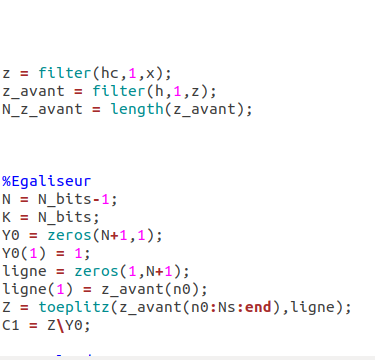 z = filter(hc,1,x);
z_avant = filter(h,1,z);
N_z_avant = length(z_avant);
%Egaliseur
N = N_bits-1;
K = N_bits;
Y0 = zeros(N+1,1);
Y0(1) = 1;
ligne = zeros(1,N+1);
ligne(1) = z_avant(n0);
Z = toeplitz(z_avant(n0:Ns:end),ligne);
C1 = Z\Y0;